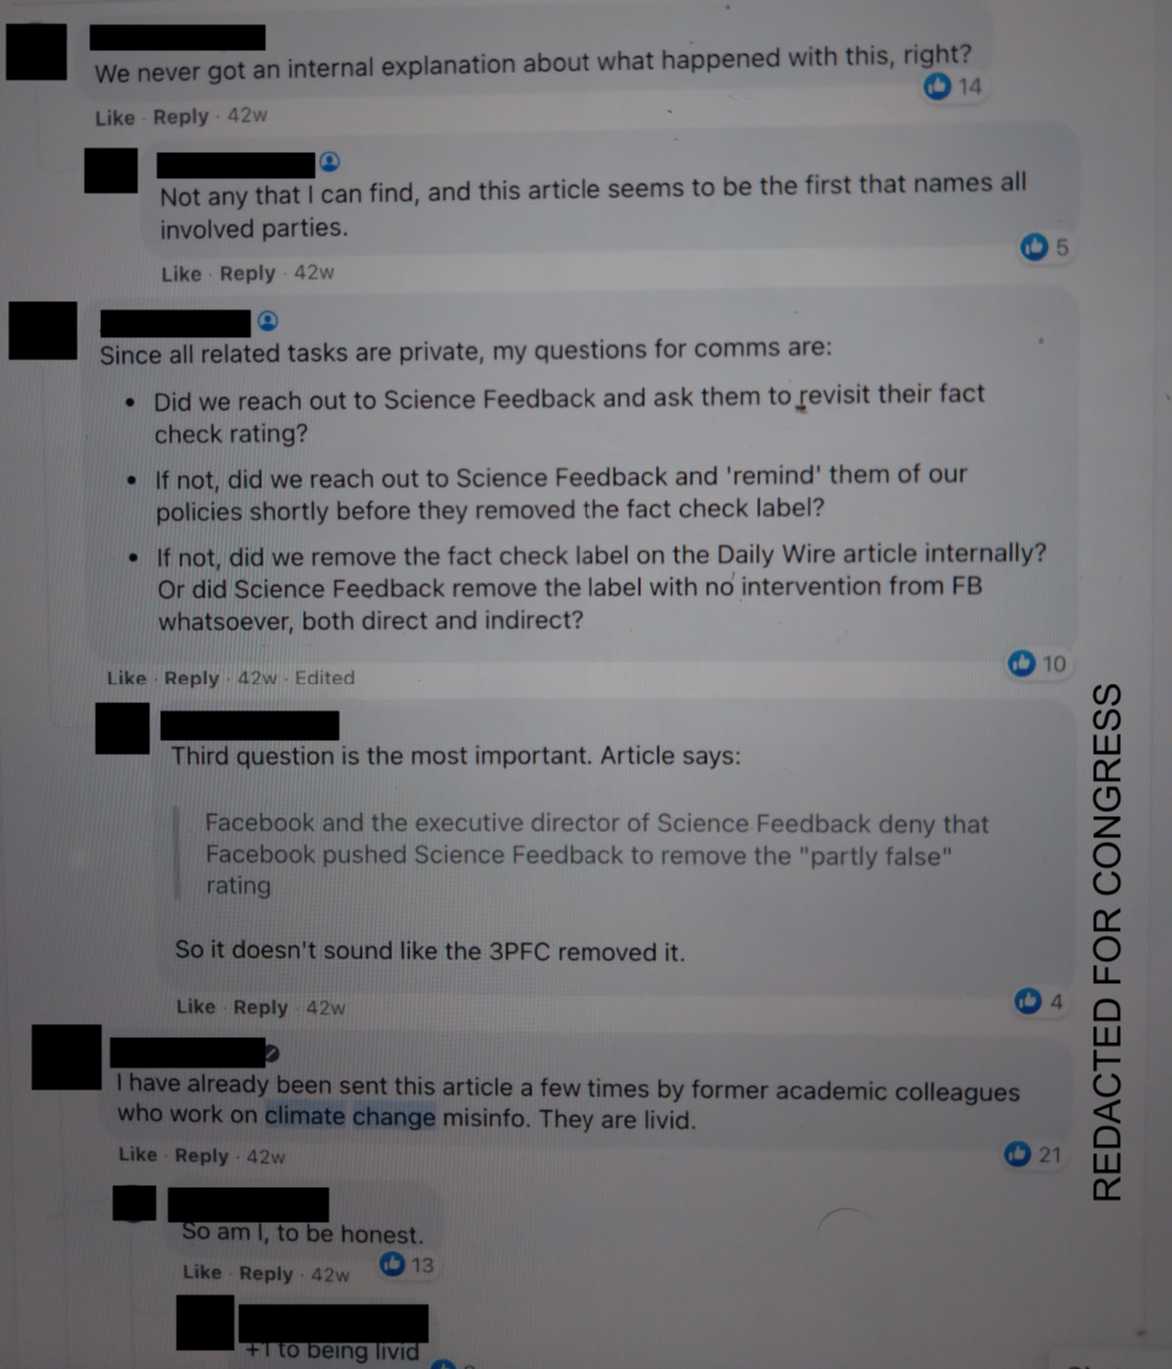 We never got an internal explanation about what happened with this, right?
14
Like · Reply · 42w
Not any that I can find, and this article seems to be the first that names all
involved parties.
5
Like · Reply · 42w
Since all related tasks are private, my questions for comms are:
• Did we reach out to Science Feedback and ask them to revisit their fact
check rating?
• If not, did we reach out to Science Feedback and 'remind' them of our
policies shortly before they removed the fact check label?
• If not, did we remove the fact check label on the Daily Wire article internally?
Or did Science Feedback remove the label with no intervention from FB
whatsoever, both direct and indirect?
10
Like · Reply · 42w · Edited
Third question is the most important. Article says:
Facebook and the executive director of Science Feedback deny that
Facebook pushed Science Feedback to remove the "partly false"
rating
So it doesn't sound like the 3PFC removed it.
Like · Reply · 42w
4
I have already been sent this article a few times by former academic colleagues
who work on climate change misinfo. They are livid.
Like · Reply · 42w
21
So am I, to be honest.
Like · Reply · 42w
13
+1 to being livid
REDACTED FOR CONGRESS